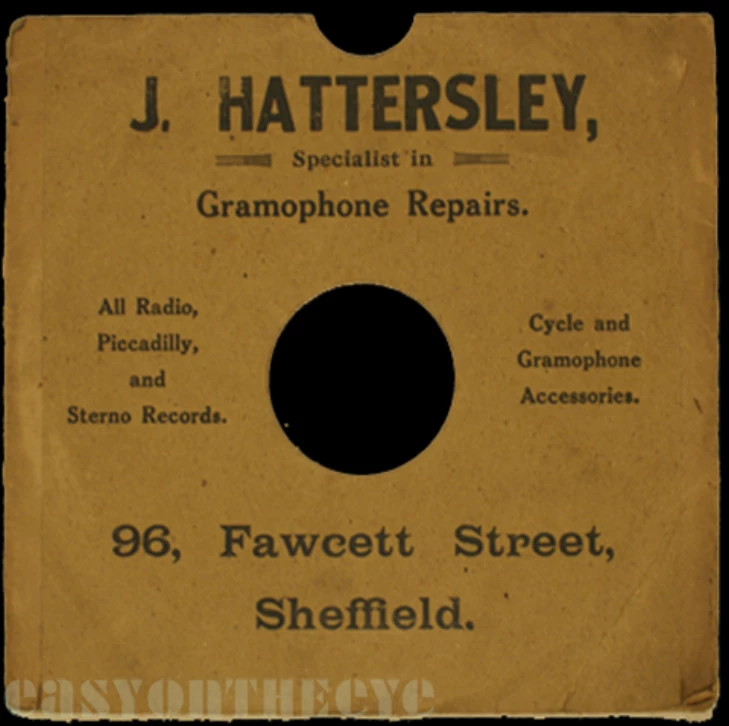 J. HATTERSLEY,
Specialist in
Gramophone Repairs.
All Radio,
Piccadilly,
and
Sterno Records.
Cycle and
Gramophone
Accessories.
96, Fawcett Street,
Sheffield.
easyonthecyc